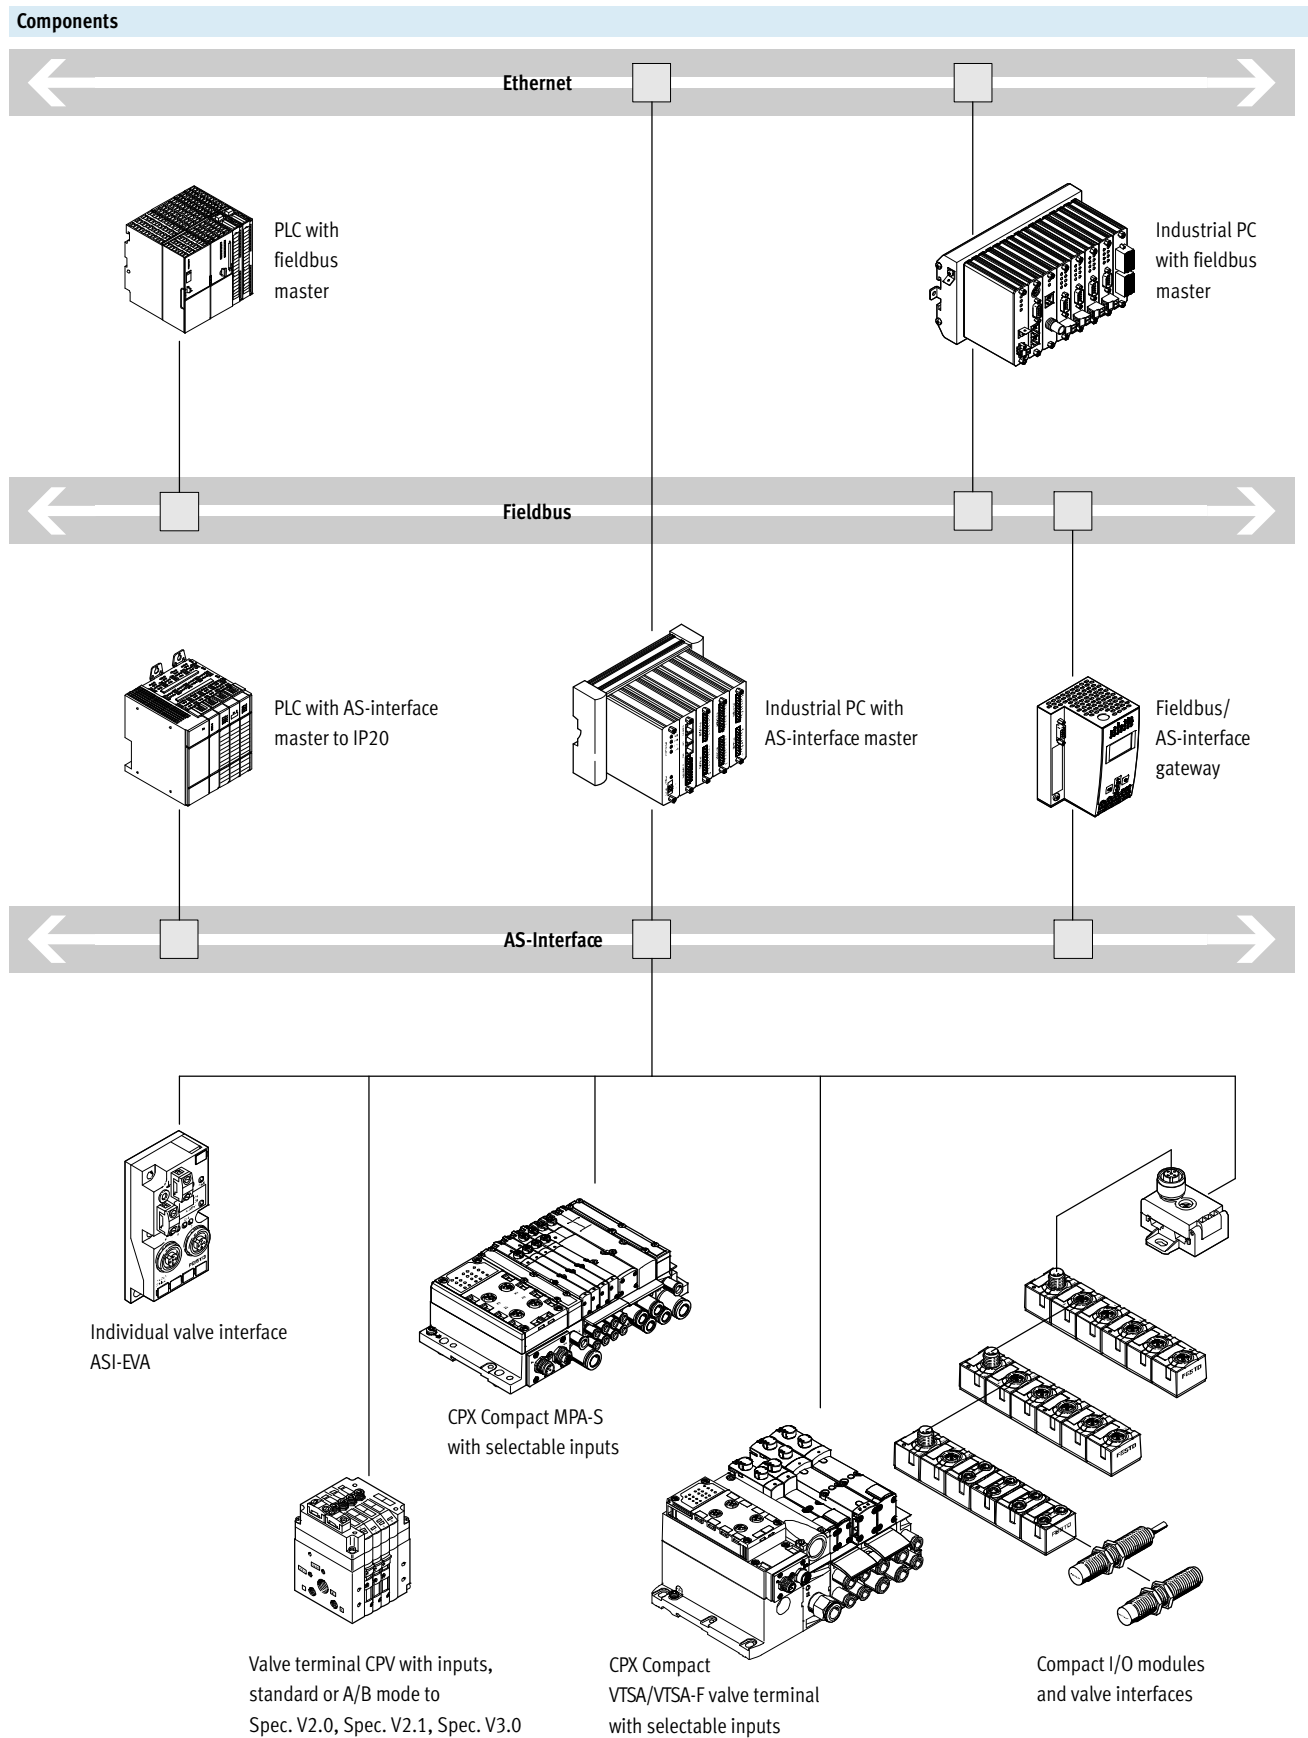 Components
Ethernet
PLC with
fieldbus
master
Industrial PC
with fieldbus
master
Fieldbus
PLC with AS-interface
master to IP20
Industrial PC with
AS-interface master
Fieldbus/
AS-interface
gateway
AS-Interface
Individual valve interface
ASI-EVA
CPX Compact MPA-S
with selectable inputs
FESTO
FESTO
FESTO
Valve terminal CPV with inputs,
standard or A/B mode to
Spec. V2.0, Spec. V2.1, Spec. V3.0
CPX Compact
VTSA/VTSA-F valve terminal
with selectable inputs
Compact I/O modules
and valve interfaces